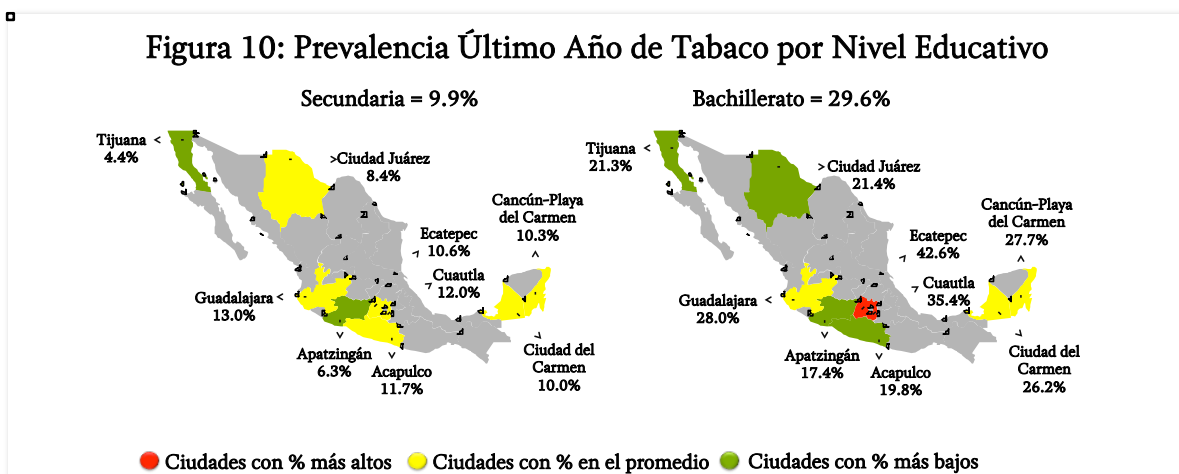 Figura 10: Prevalencia Último Año de Tabaco por Nivel Educativo
Secundaria = 9.9%
Tijuana
4.4%
Ciudad Juárez
8.4%
Cancún-Playa
del Carmen
10.3%
Ecatepec
10.6%
Cuautla
12.0%
Guadalajara
13.0%
Apatzingán
6.3%
Acapulco
11.7%
Ciudad del
Carmen
10.0%
Bachillerato = 29.6%
Tijuana
21.3%
Ciudad Juárez
21.4%
Cancún-Playa
del Carmen
27.7%
Ecatepec
42.6%
Cuautla
35.4%
Guadalajara
28.0%
Apatzingán
17.4%
Acapulco
19.8%
Ciudad del
Carmen
26.2%
Ciudades con % más altos
Ciudades con % en el promedio
Ciudades con % más bajos